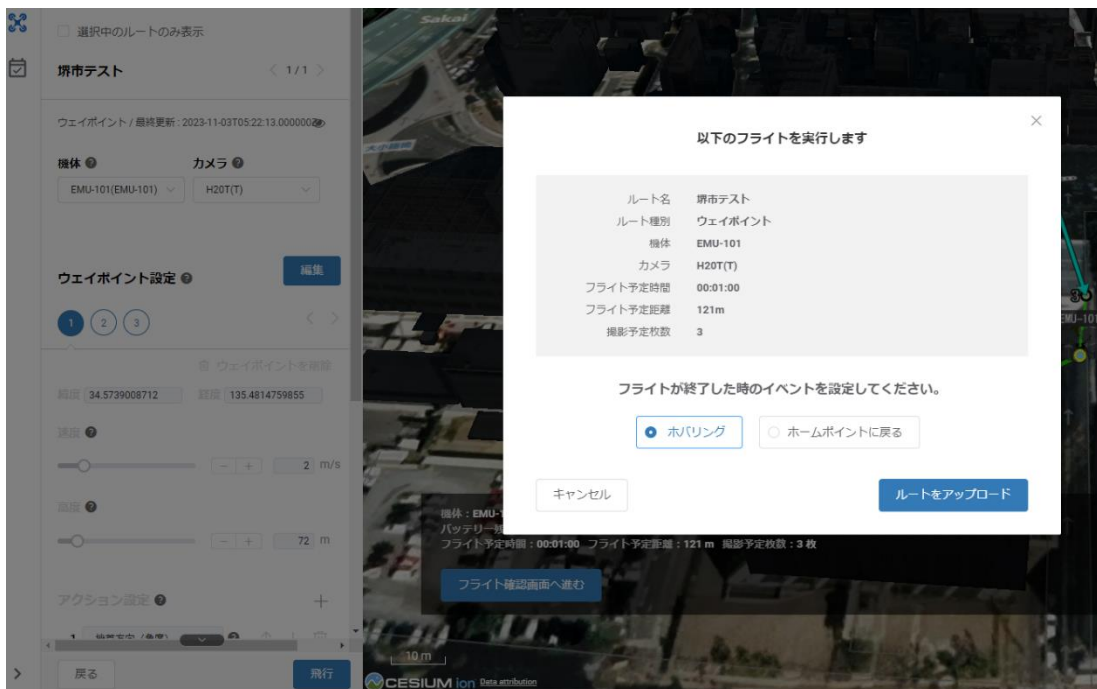 選択中のルートのみ表示
堺市テスト
1/1
ウェイポイント / 最終更新 : 2023-11-03T05:22:13.000000
機体 カメラ
EMU-101(EMU-101) H20T(T)
ウェイポイント設定 編集
1 2 3
ウェイポイントを削除
緯度 34.5739008712 経度 135.4814759855
速度
− + 2 m/s
高度
− + 72 m
アクション設定 +
1
戻る 飛行
Sakai
以下のフライトを実行します
ルート名 堺市テスト
ルート種別 ウェイポイント
機体 EMU-101
カメラ H20T(T)
フライト予定時間 00:01:00
フライト予定距離 121m
撮影予定枚数 3
フライトが終了した時のイベントを設定してください。
ホバリング ホームポイントに戻る
キャンセル ルートをアップロード
EMU-101
機体 : EMU-1
バッテリー残
フライト予定時間 : 00:01:00 フライト予定距離 : 121 m 撮影予定枚数 : 3 枚
フライト確認画面へ進む
10 m
CESIUM ion Data attribution